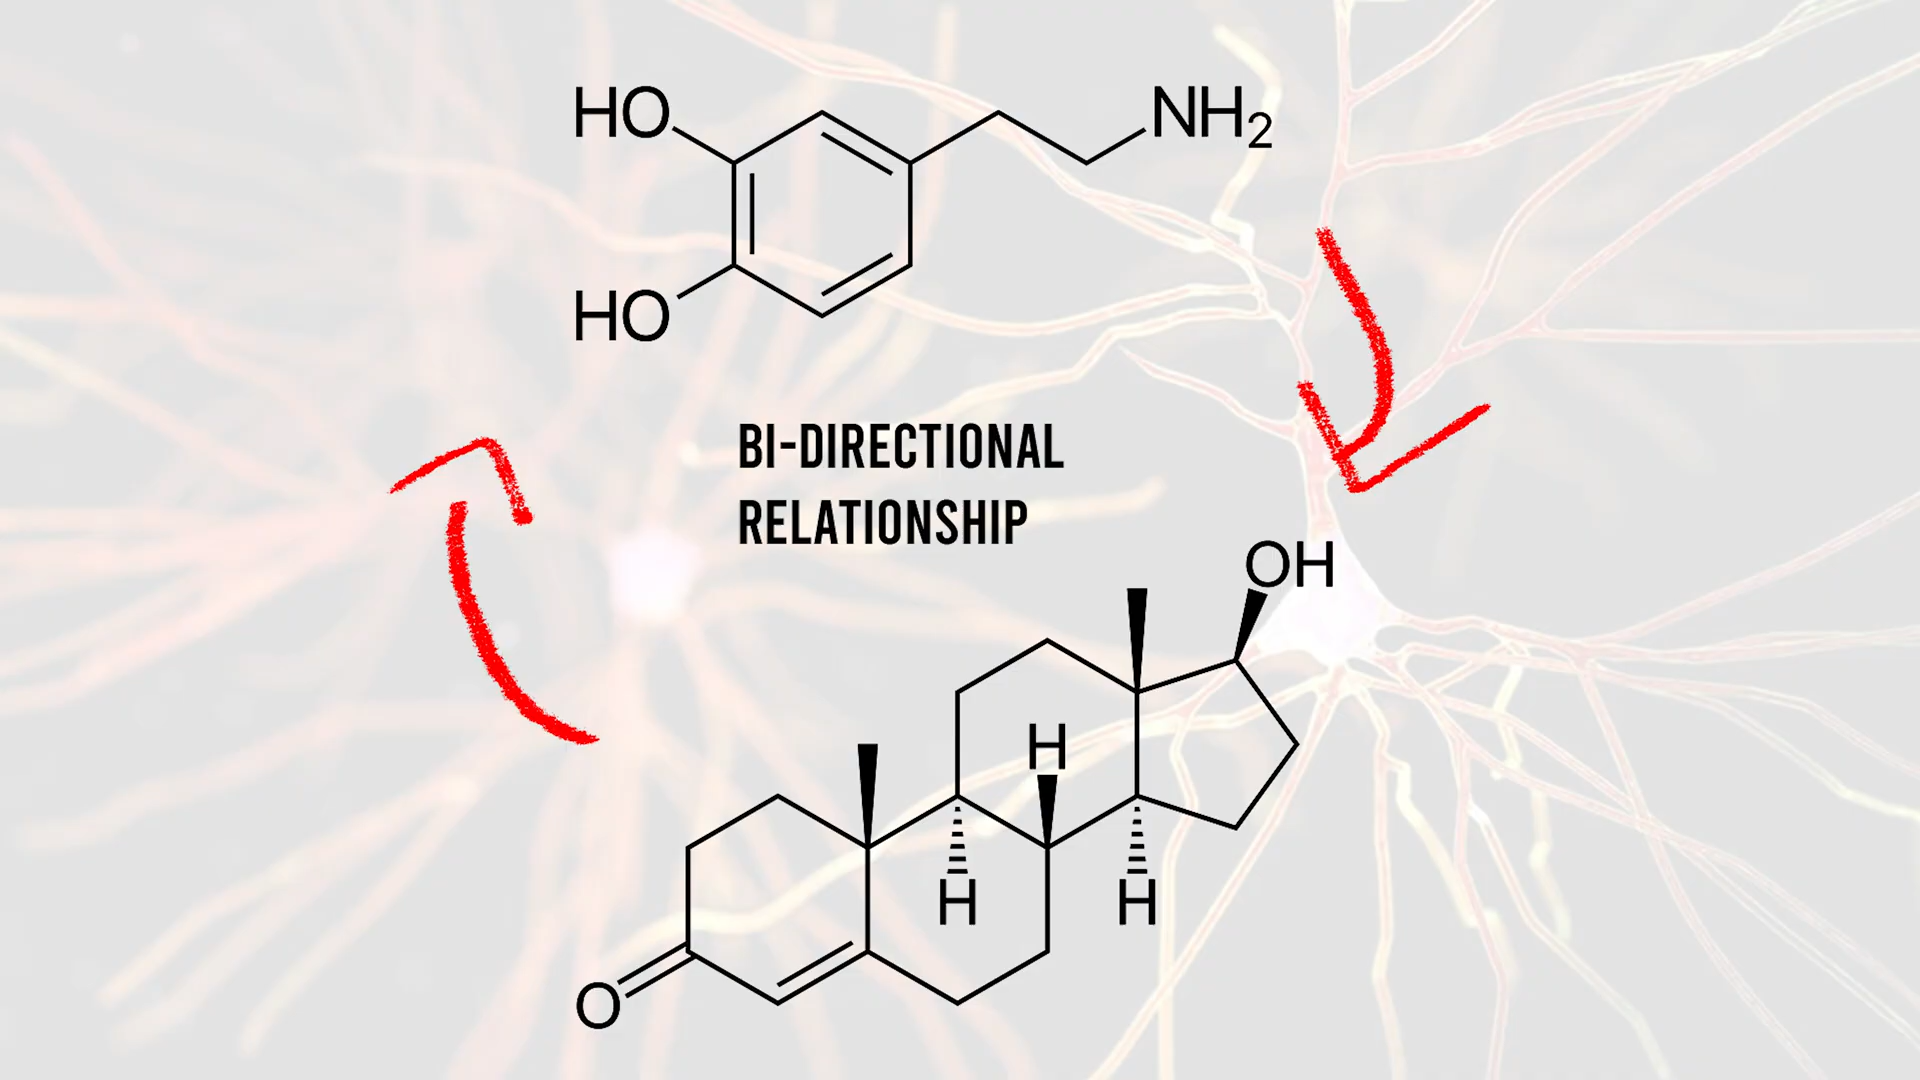 HO
NH2
HO
BI-DIRECTIONAL
RELATIONSHIP
OH
H
H
H
O